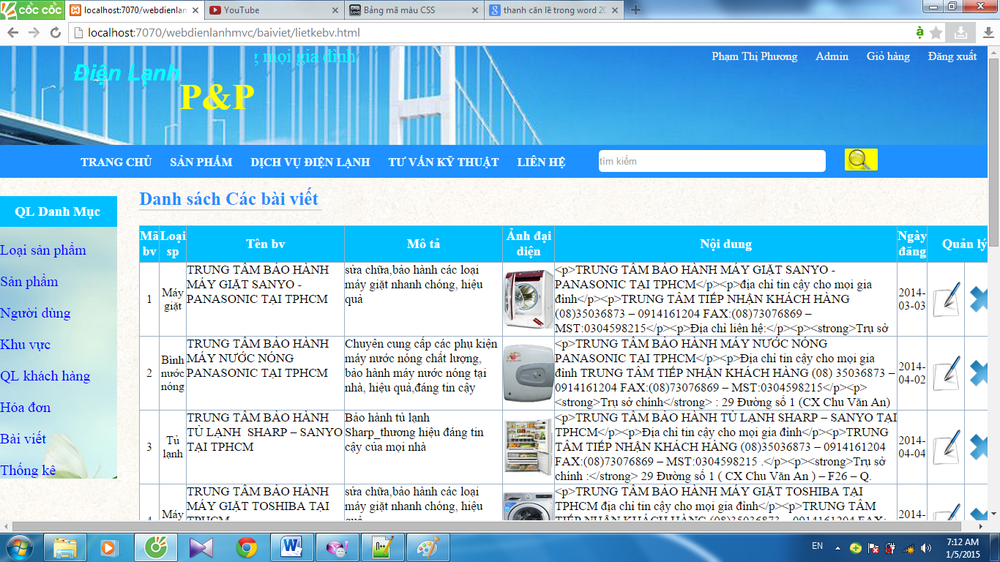 CỐC CỐC
localhost:7070/webdienlan
YouTube
Bảng mã màu CSS
thanh căn lề trong word 20
localhost:7070/webdienlanhmvc/baiviet/lietkebv.html
Điện Lạnh
P&P
g mọi gia đình
Phạm Thị Phương Admin Giỏ hàng Đăng xuất
TRANG CHỦ SẢN PHẨM DỊCH VỤ ĐIỆN LẠNH TƯ VẤN KỸ THUẬT LIÊN HỆ
tìm kiếm
QL Danh Mục
Loại sản phẩm
Sản phẩm
Người dùng
Khu vực
QL khách hàng
Hóa đơn
Bài viết
Thống kê
Danh sách Các bài viết
Mã bv
Loại sp
Tên bv
Mô tả
Ảnh đại diện
Nội dung
Ngày đăng
Quản lý
1
Máy
giặt
TRUNG TÂM BẢO HÀNH
MÁY GIẶT SANYO -
PANASONIC TẠI TPHCM
sửa chữa,bảo hành các loại
máy giặt nhanh chóng, hiệu
quả
<p>TRUNG TÂM BẢO HÀNH MÁY GIẶT SANYO -
PANASONIC TẠI TPHCM</p><p>địa chỉ tin cậy cho mọi gia
đình</p><p>TRUNG TÂM TIẾP NHẬN KHÁCH HÀNG
(08)35036873 – 0914161204 FAX:(08)73076869 –
MST:0304598215</p><p>Địa chỉ liên hệ:</p><p><strong>Trụ sở
2014-
03-03
2
Bình
nước
nóng
TRUNG TÂM BẢO HÀNH
MÁY NƯỚC NÓNG
PANASONIC TẠI TPHCM
Chuyên cung cấp các phụ kiện
máy nước nóng chất lượng,
bảo hành máy nước nóng tại
nhà, hiệu quả,đáng tin cậy
<p>TRUNG TÂM BẢO HÀNH MÁY NƯỚC NÓNG
PANASONIC TẠI TPHCM</p><p>Địa chỉ tin cậy cho mọi gia
đình TRUNG TÂM TIẾP NHẬN KHÁCH HÀNG (08) 35036873 –
0914161204 FAX:(08)73076869 – MST:0304598215</p><p>
<strong>Trụ sở chính</strong> : 29 Đường số 1 (CX Chu Văn An)
2014-
04-02
3
Tủ
lạnh
TRUNG TÂM BẢO HÀNH
TỦ LẠNH SHARP – SANYO
TẠI TPHCM
Bảo hành tủ lạnh
Sharp_thương hiệu đáng tin
cậy của mọi nhà
<p>TRUNG TÂM BẢO HÀNH TỦ LẠNH SHARP – SANYO TẠI
TPHCM</p><p>Địa chỉ tin cậy cho mọi gia đình</p><p>TRUNG
TÂM TIẾP NHẬN KHÁCH HÀNG (08)35036873 – 0914161204
FAX:(08)73076869 – MST:0304598215 .</p><p><strong>Trụ sở
chính :</strong> 29 Đường số 1 ( CX Chu Văn An ) – F26 – Q.
2014-
04-04
4
Máy
TRUNG TÂM BẢO HÀNH
MÁY GIẶT TOSHIBA TẠI
TPHCM
sửa chữa,bảo hành các loại
máy giặt nhanh chóng, hiệu
quả
<p>TRUNG TÂM BẢO HÀNH MÁY GIẶT TOSHIBA TẠI
TPHCM địa chỉ tin cậy cho mọi gia đình</p><p>TRUNG TÂM
TIẾP NHẬN KHÁCH HÀNG (08)35036873 – 0914161204 FAX:
2014-
EN
7:12 AM
1/5/2015